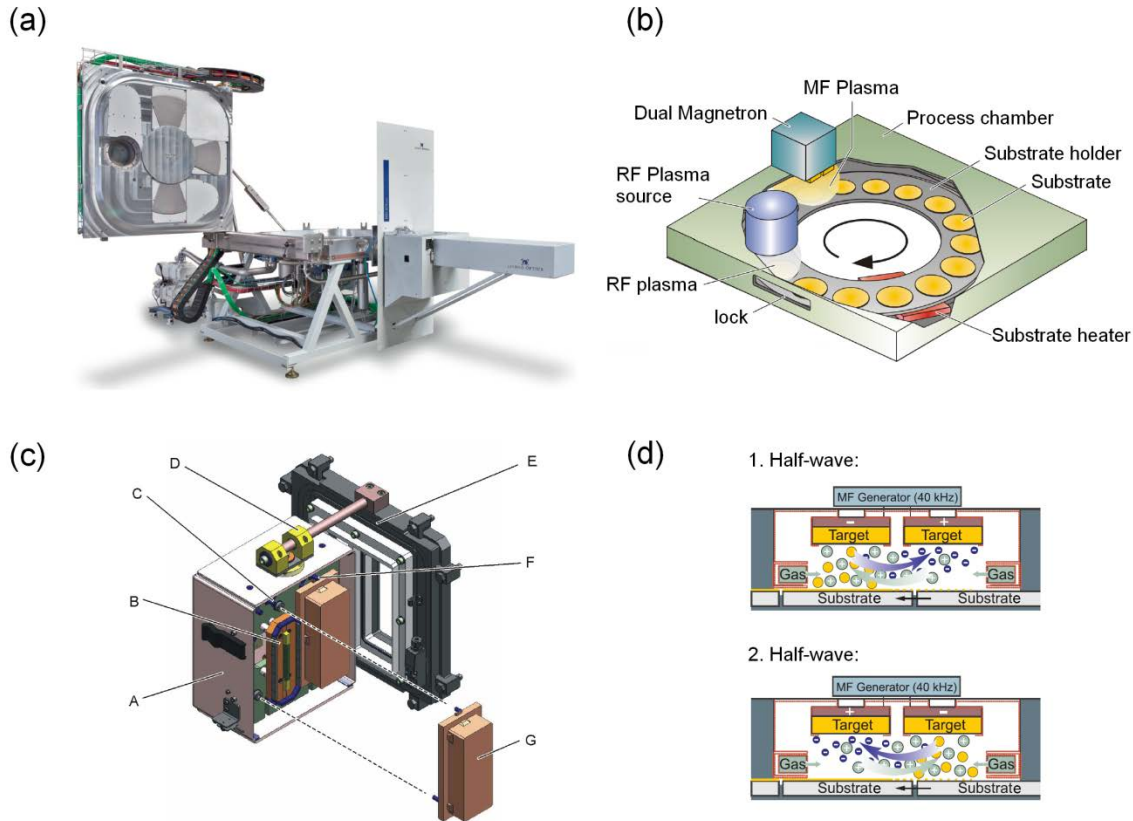 (a)
(b)
MF Plasma
Dual Magnetron
Process chamber
Substrate holder
RF Plasma
source
Substrate
RF plasma
lock
Substrate heater
(c)
D
E
C
F
B
A
G
(d)
1. Half-wave:
MF Generator (40 kHz)
- +
Target Target
Gas Gas
Substrate Substrate
2. Half-wave:
MF Generator (40 kHz)
+ -
Target Target
Gas Gas
Substrate Substrate